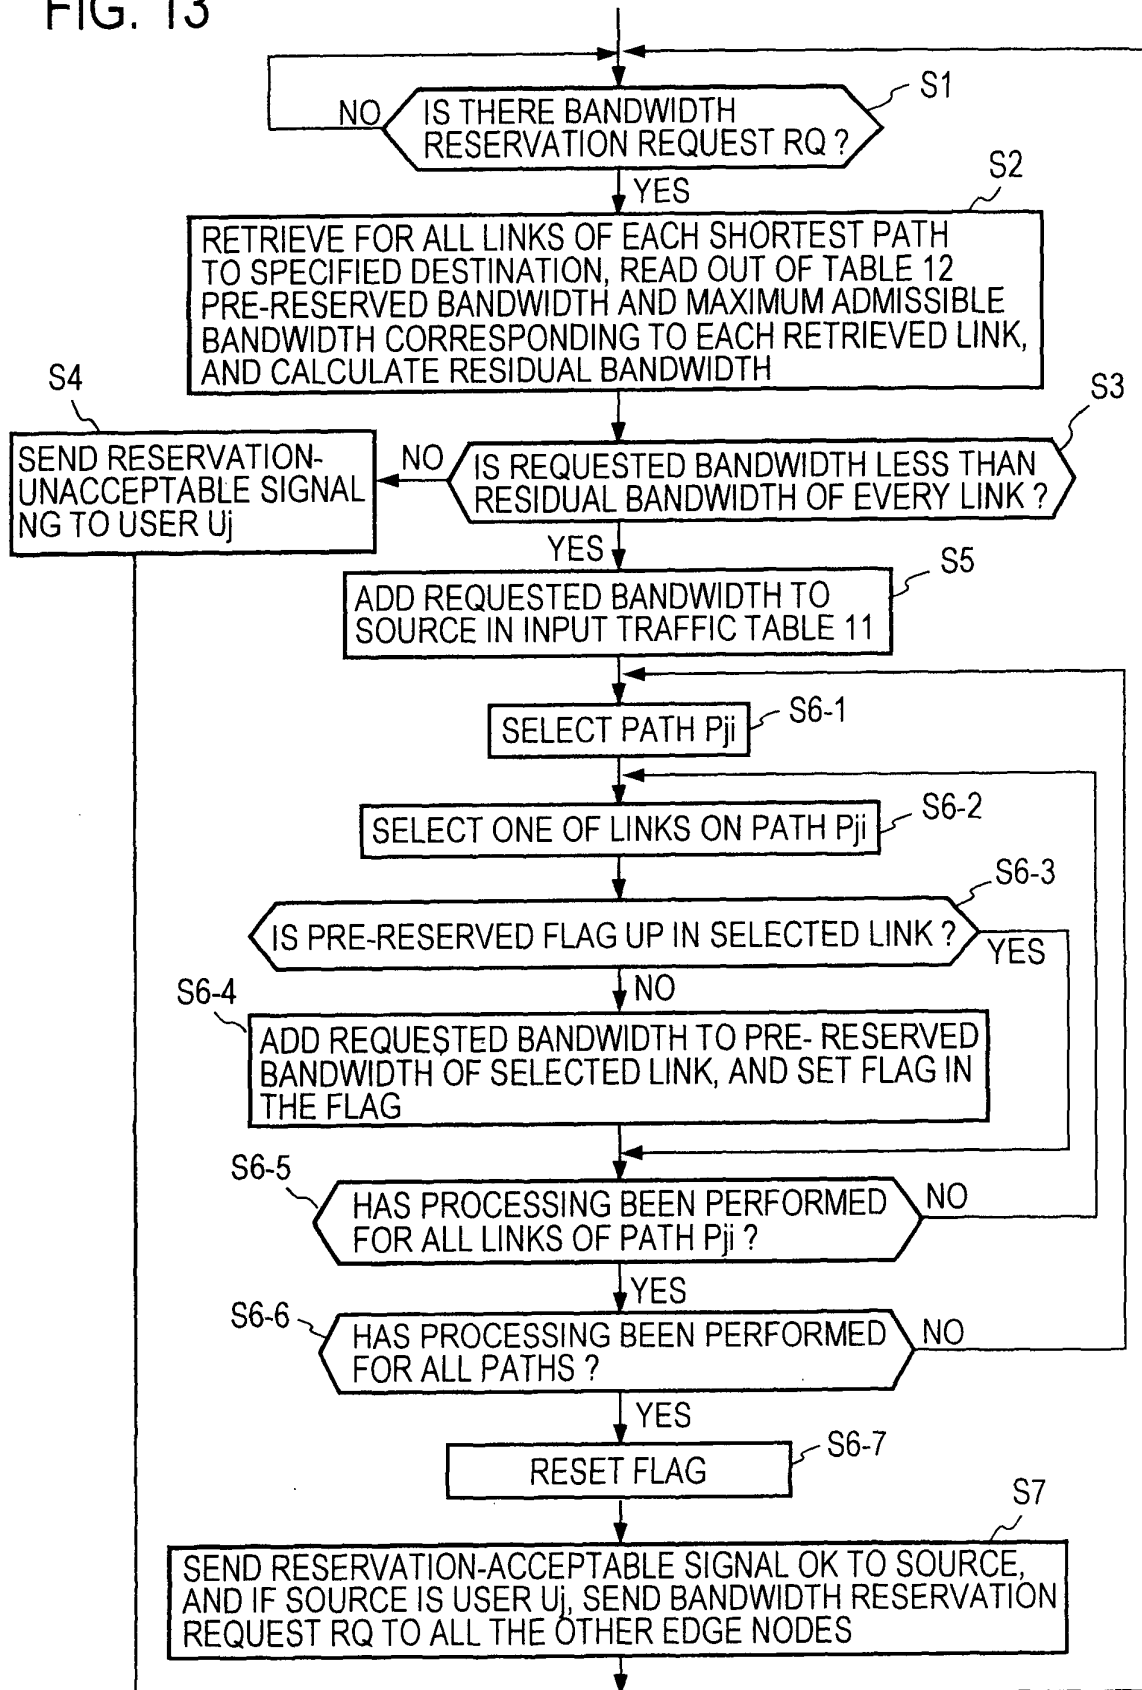 FIG. 13
S1
NO
IS THERE BANDWIDTH
RESERVATION REQUEST RQ ?
YES
S2
RETRIEVE FOR ALL LINKS OF EACH SHORTEST PATH
TO SPECIFIED DESTINATION, READ OUT OF TABLE 12
PRE-RESERVED BANDWIDTH AND MAXIMUM ADMISSIBLE
BANDWIDTH CORRESPONDING TO EACH RETRIEVED LINK,
AND CALCULATE RESIDUAL BANDWIDTH
S3
IS REQUESTED BANDWIDTH LESS THAN
RESIDUAL BANDWIDTH OF EVERY LINK ?
NO
S4
SEND RESERVATION-
UNACCEPTABLE SIGNAL
NG TO USER Uj
YES
S5
ADD REQUESTED BANDWIDTH TO
SOURCE IN INPUT TRAFFIC TABLE 11
S6-1
SELECT PATH Pji
S6-2
SELECT ONE OF LINKS ON PATH Pji
S6-3
IS PRE-RESERVED FLAG UP IN SELECTED LINK ?
YES
NO
S6-4
ADD REQUESTED BANDWIDTH TO PRE- RESERVED
BANDWIDTH OF SELECTED LINK, AND SET FLAG IN
THE FLAG
S6-5
HAS PROCESSING BEEN PERFORMED
FOR ALL LINKS OF PATH Pji ?
NO
YES
S6-6
HAS PROCESSING BEEN PERFORMED
FOR ALL PATHS ?
NO
YES
S6-7
RESET FLAG
S7
SEND RESERVATION-ACCEPTABLE SIGNAL OK TO SOURCE,
AND IF SOURCE IS USER Uj, SEND BANDWIDTH RESERVATION
REQUEST RQ TO ALL THE OTHER EDGE NODES